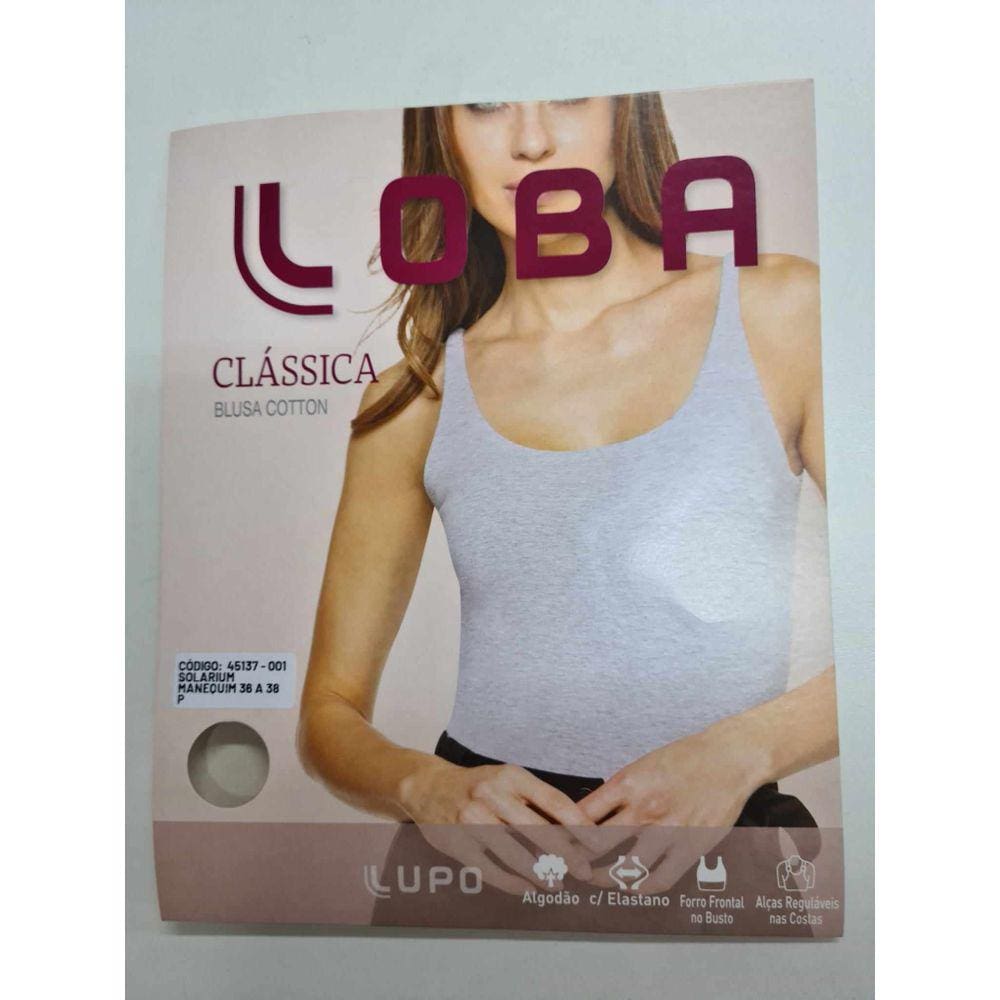 LOBA
CLÁSSICA
BLUSA COTTON
CÓDIGO: 45137 - 001
SOLARIUM
MANEQUIM 36 A 38
P
LUPO
Algodão
c/ Elastano
Forro Frontal
no Busto
Alças Reguláveis
nas Costas